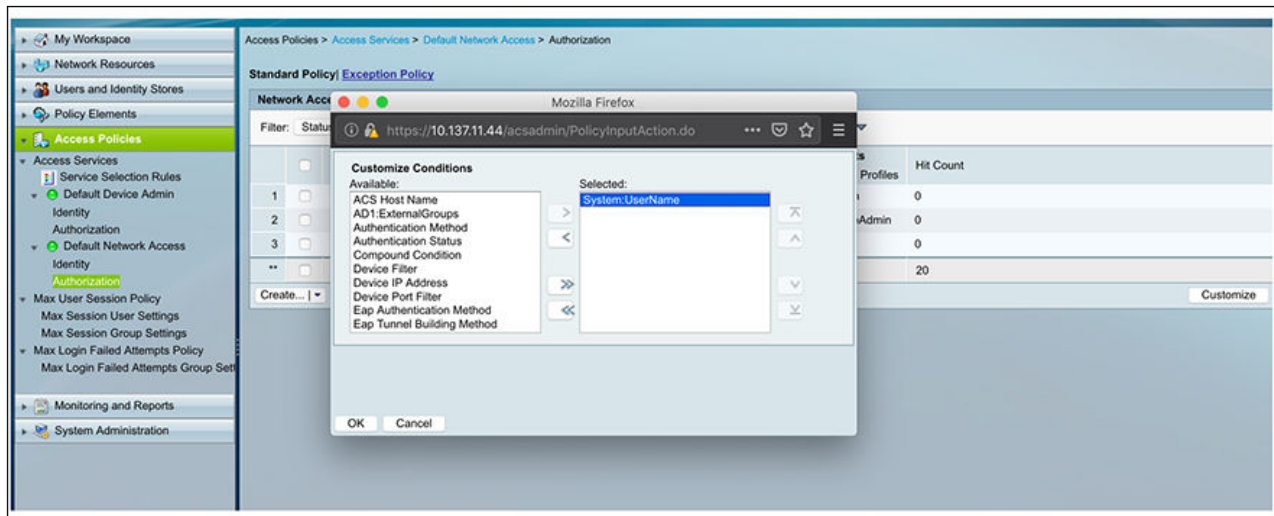 My Workspace
Network Resources
Users and Identity Stores
Policy Elements
Access Policies
Access Services
Service Selection Rules
Default Device Admin
Identity
Authorization
Default Network Access
Identity
Authorization
Max User Session Policy
Max Session User Settings
Max Session Group Settings
Max Login Failed Attempts Policy
Max Login Failed Attempts Group Sett
Monitoring and Reports
System Administration
Access Policies > Access Services > Default Network Access > Authorization
Standard Policy| Exception Policy
Network Acce
Filter: Statu
Profiles Hit Count
1 0
2 Admin 0
3 0
** 20
Create... | Customize
Mozilla Firefox
https://10.137.11.44/acsadmin/PolicyInputAction.do
Customize Conditions
Available: Selected:
ACS Host Name
AD1:ExternalGroups
Authentication Method
Authentication Status
Compound Condition
Device Filter
Device IP Address
Device Port Filter
Eap Authentication Method
Eap Tunnel Building Method
System:UserName
OK Cancel